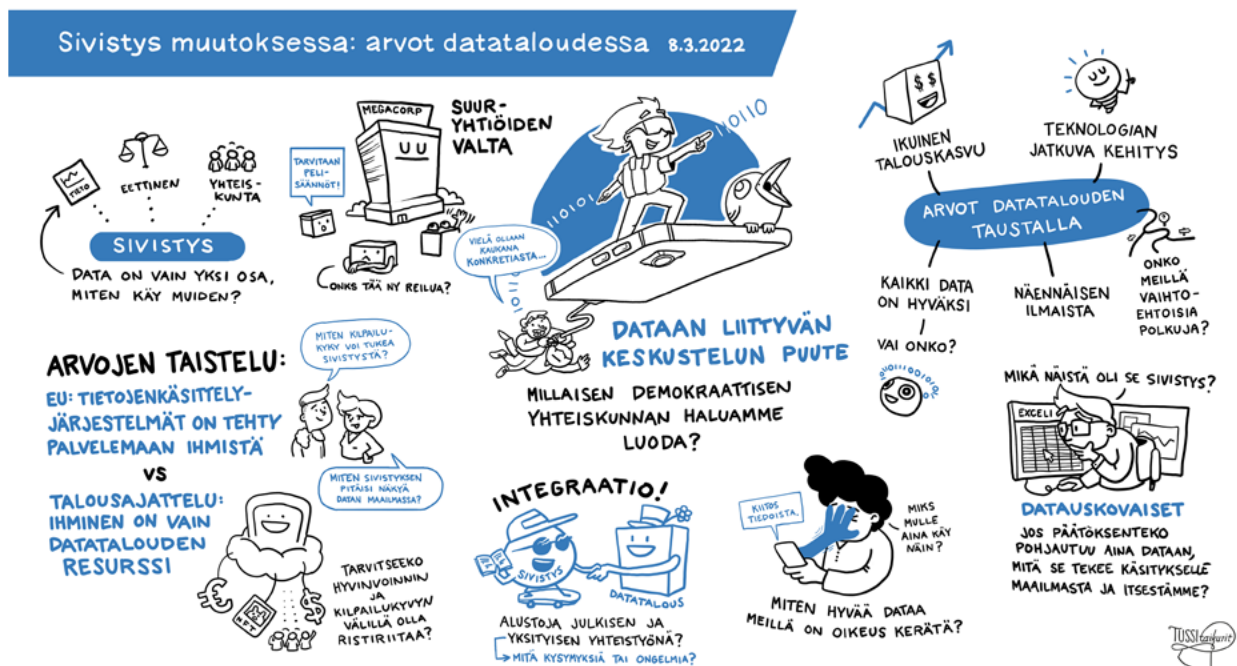 Sivistys muutoksessa: arvot datataloudessa 8.3.2022
TIETO
EETTINEN
YHTEIS-
KUNTA
SIVISTYS
DATA ON VAIN YKSI OSA,
MITEN KÄY MUIDEN?
MEGACORP
SUUR-
YHTIÖIDEN
VALTA
TARVITAAN
PELI-
SÄÄNNÖT!
ONKS TÄÄ NY REILUA?
110110
110101
VIELÄ OLLAAN
KAUKANA
KONKRETIASTA...
DATAAN LIITTYVÄN
KESKUSTELUN PUUTE
MILLAISEN DEMOKRAATTISEN
YHTEISKUNNAN HALUAMME
LUODA?
$ $
IKUINEN
TALOUSKASVU
TEKNOLOGIAN
JATKUVA KEHITYS
ARVOT DATATALOUDEN
TAUSTALLA
KAIKKI DATA
ON HYVÄKSI
VAI ONKO?
NÄENNÄISEN
ILMAISTA
ONKO
MEILLÄ
VAIHTO-
EHTOISIA
POLKUJA?
ARVOJEN TAISTELU:
EU: TIETOJENKÄSITTELY-
JÄRJESTELMÄT ON TEHTY
PALVELEMAAN IHMISTÄ
VS
TALOUSAJATTELU:
IHMINEN ON VAIN
DATATALOUDEN
RESURSSI
MITEN KILPAILU-
KYKY VOI TUKEA
SIVISTYSTÄ?
MITEN SIVISTYKSEN
PITÄISI NÄKYÄ
DATAN MAAILMASSA?
€
NFT
$
TARVITSEEKO
HYVINVOINNIN
JA
KILPAILUKYVYN
VÄLILLÄ OLLA
RISTIRIITAA?
INTEGRAATIO!
SIVISTYS
DATATALOUS
ALUSTOJA JULKISEN JA
YKSITYISEN YHTEISTYÖNÄ?
MITÄ KYSYMYKSIÄ TAI ONGELMIA?
KIITOS
TIEDOISTA.
MIKS
MULLE
AINA KÄY
NÄIN?
MITEN HYVÄÄ DATAA
MEILLÄ ON OIKEUS KERÄTÄ?
MIKÄ NÄISTÄ OLI SE SIVISTYS?
EXCELI
DATAUSKOVAISET
JOS PÄÄTÖKSENTEKO
POHJAUTUU AINA DATAAN,
MITÄ SE TEKEE KÄSITYKSELLE
MAAILMASTA JA ITSESTÄMME?
TUSSItaikurit